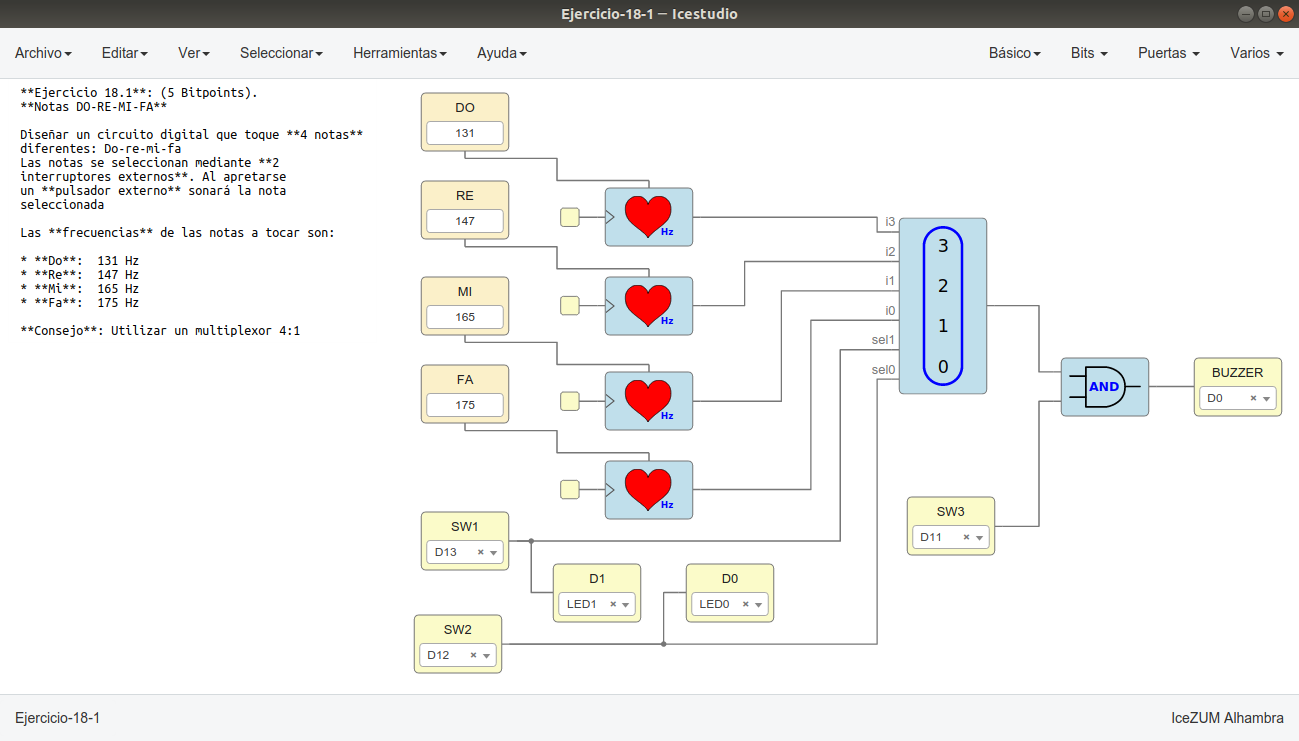 Ejercicio-18-1 — Icestudio
Archivo Editar Ver Seleccionar Herramientas Ayuda Básico Bits Puertas Varios
**Ejercicio 18.1**: (5 Bitpoints).
**Notas DO-RE-MI-FA**
Diseñar un circuito digital que toque **4 notas**
diferentes: Do-re-mi-fa
Las notas se seleccionan mediante **2
interruptores externos**. Al apretarse
un **pulsador externo** sonará la nota
seleccionada
Las **frecuencias** de las notas a tocar son:
* **Do**: 131 Hz
* **Re**: 147 Hz
* **Mi**: 165 Hz
* **Fa**: 175 Hz
**Consejo**: Utilizar un multiplexor 4:1
DO
131
RE
147
MI
165
FA
175
Hz
Hz
Hz
Hz
i3
i2
i1
i0
sel1
sel0
3
2
1
0
AND
BUZZER
D0
SW3
D11
SW1
D13
D1
LED1
D0
LED0
SW2
D12
Ejercicio-18-1
IceZUM Alhambra